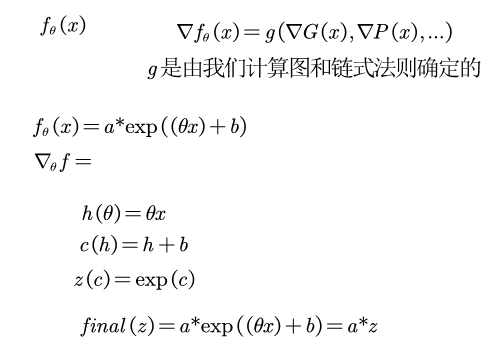 f_θ(x)
∇f_θ(x)=g(∇G(x),∇P(x),...)
g是由我们计算图和链式法则确定的
f_θ(x)=a*exp((θx)+b)
∇_θ f=
h(θ)=θx
c(h)=h+b
z(c)=exp(c)
final(z)=a*exp((θx)+b)=a*z